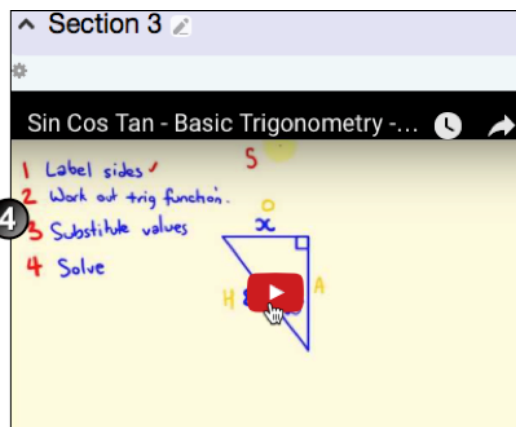 Section 3
Sin Cos Tan - Basic Trigonometry -...
S
1 Label sides ✓
2 Work out trig function.
4
3 Substitute values
4 Solve
O
x
H
A